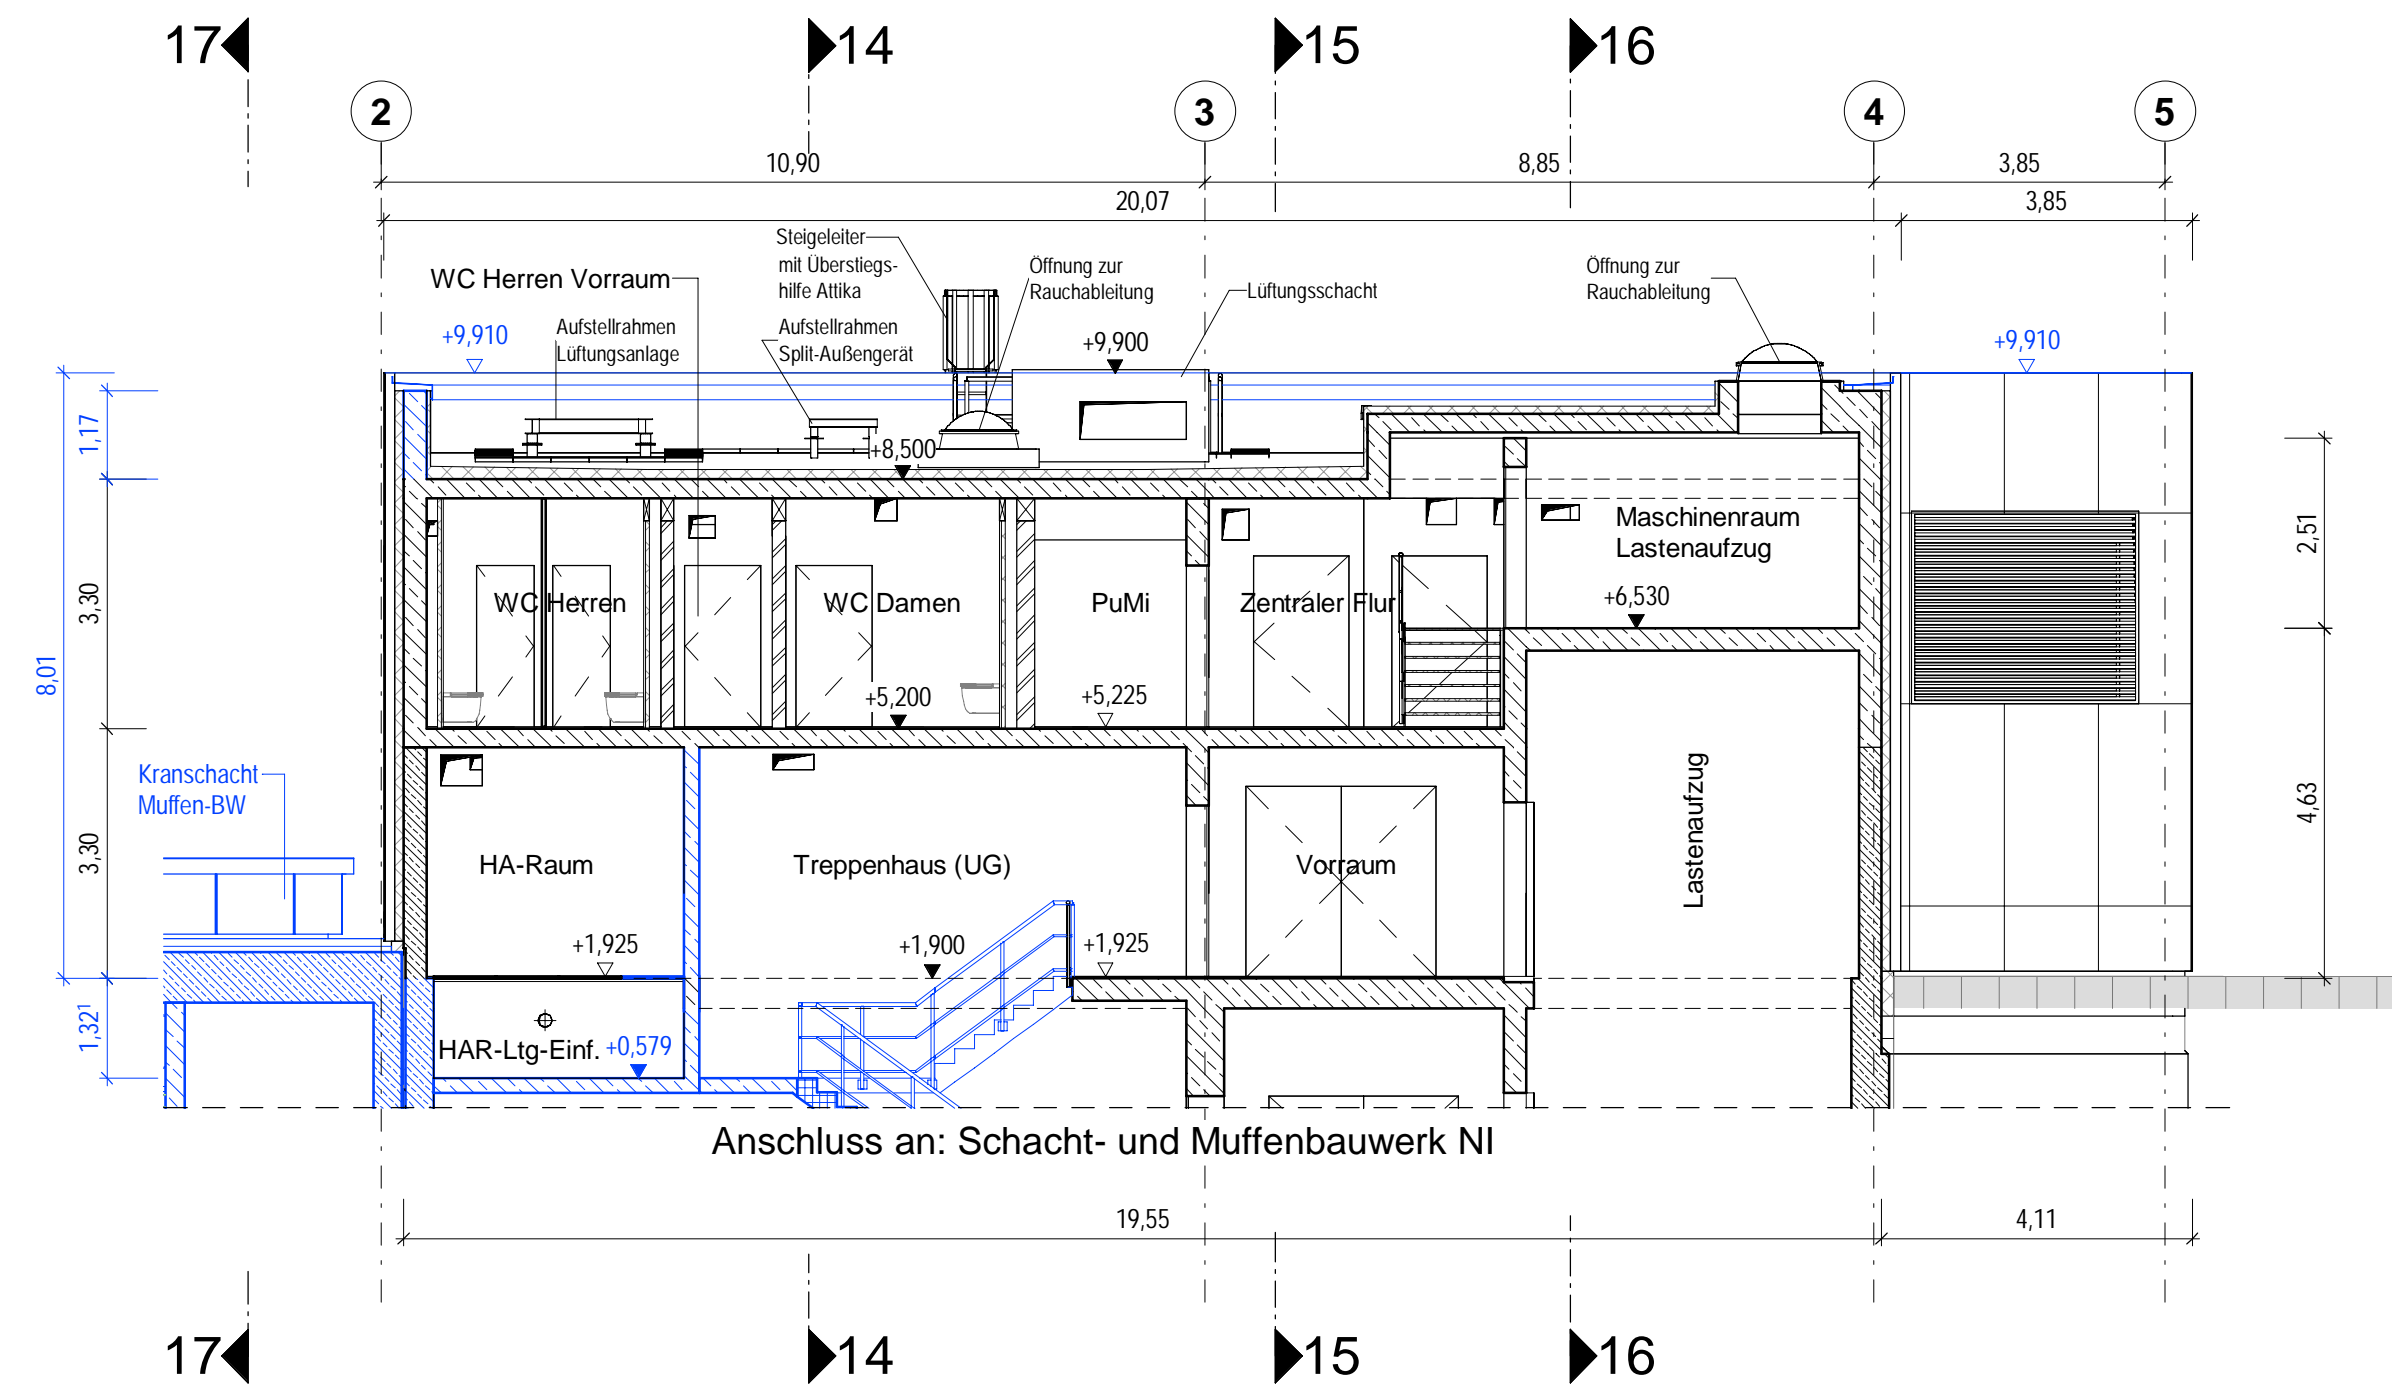 17
14
15
16
2
3
4
5
10,90
8,85
3,85
20,07
3,85
Steigeleiter
mit Überstiegs-
hilfe Attika
WC Herren Vorraum
Öffnung zur
Rauchableitung
Lüftungsschacht
Öffnung zur
Rauchableitung
+9,910
Aufstellrahmen
Lüftungsanlage
Aufstellrahmen
Split-Außengerät
+9,900
+9,910
1,17
+8,500
Maschinenraum
Lastenaufzug
2,51
3,30
WC Herren
WC Damen
PuMi
Zentraler Flur
+6,530
8,01
+5,200
+5,225
Kranschacht
Muffen-BW
Lastenaufzug
4,63
3,30
HA-Raum
Treppenhaus (UG)
Vorraum
+1,925
+1,900
+1,925
1,32¹
HAR-Ltg-Einf.
+0,579
Anschluss an: Schacht- und Muffenbauwerk NI
19,55
4,11
17
14
15
16